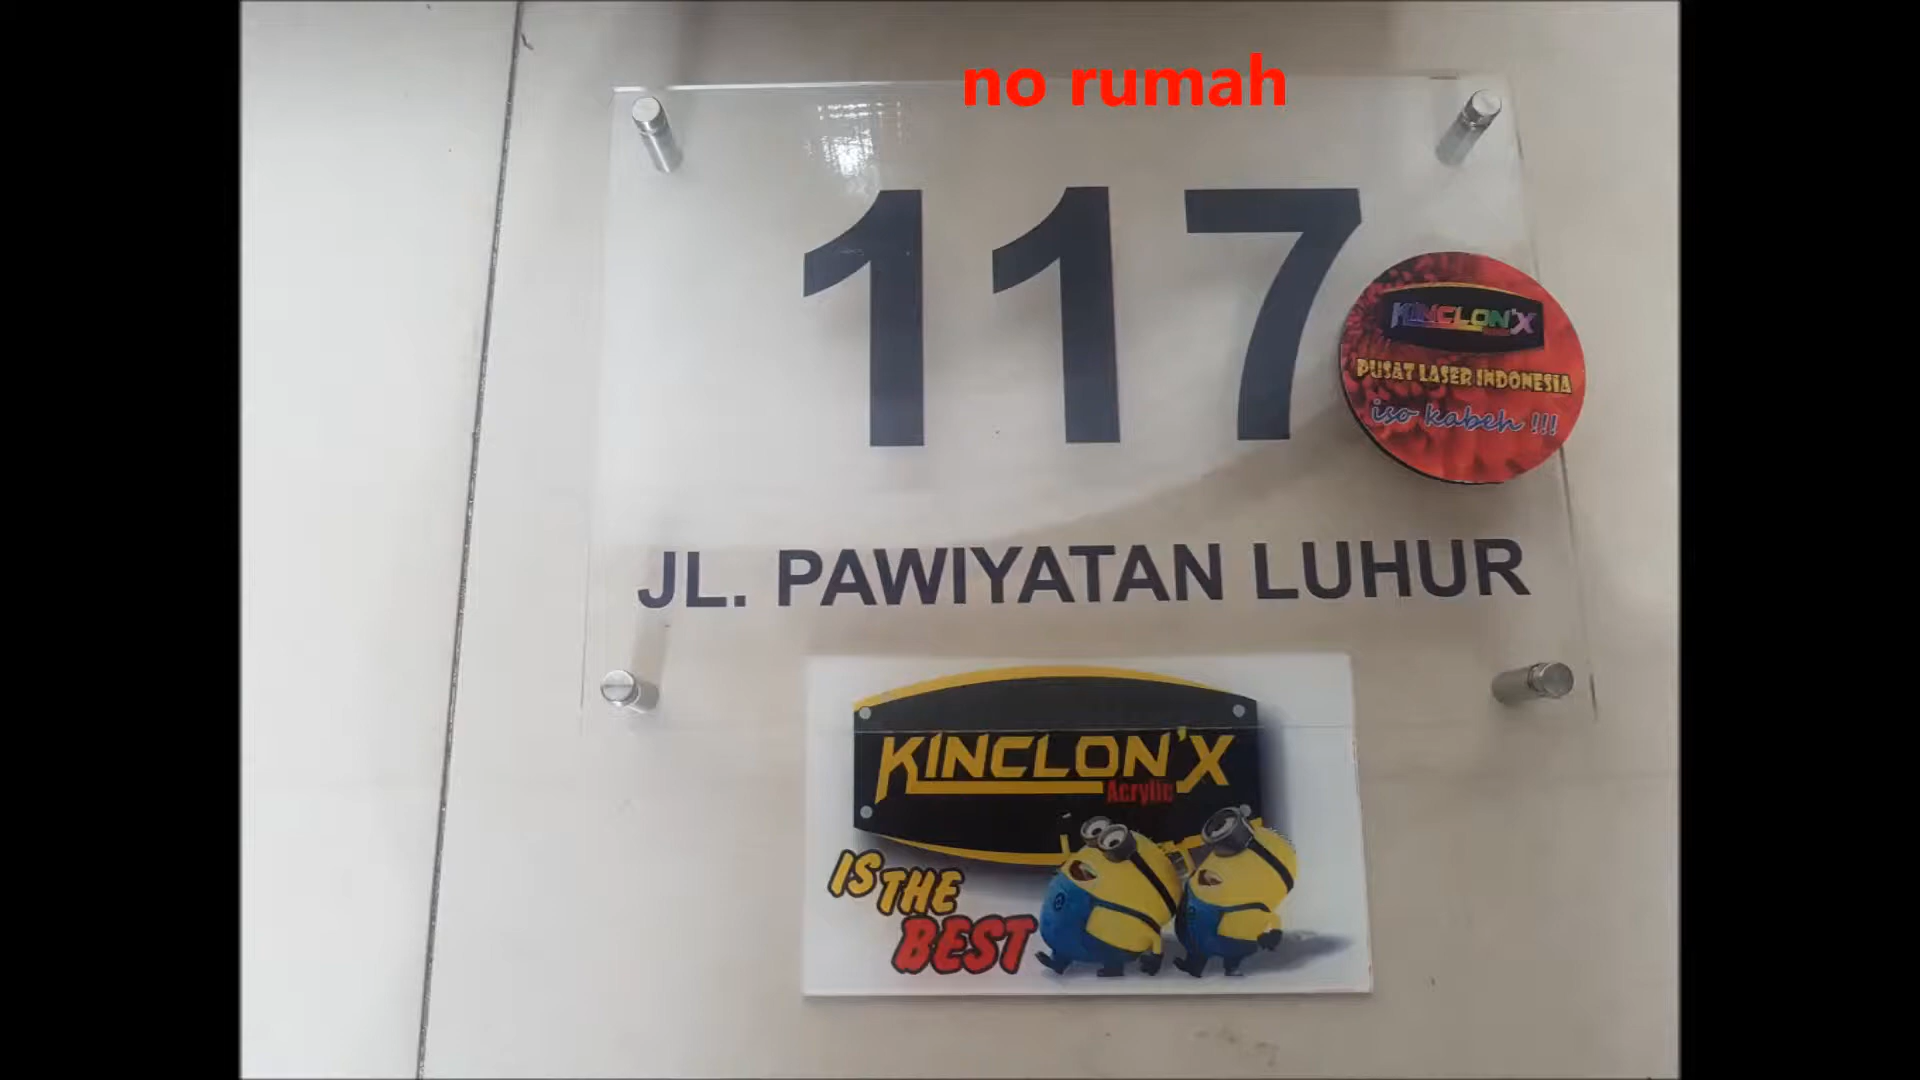 no rumah
117
KINCLON'X
PUSAT LASER INDONESIA
iso kabeh !!!
JL. PAWIYATAN LUHUR
KINCLON'X
Acrylic
IS THE
BEST